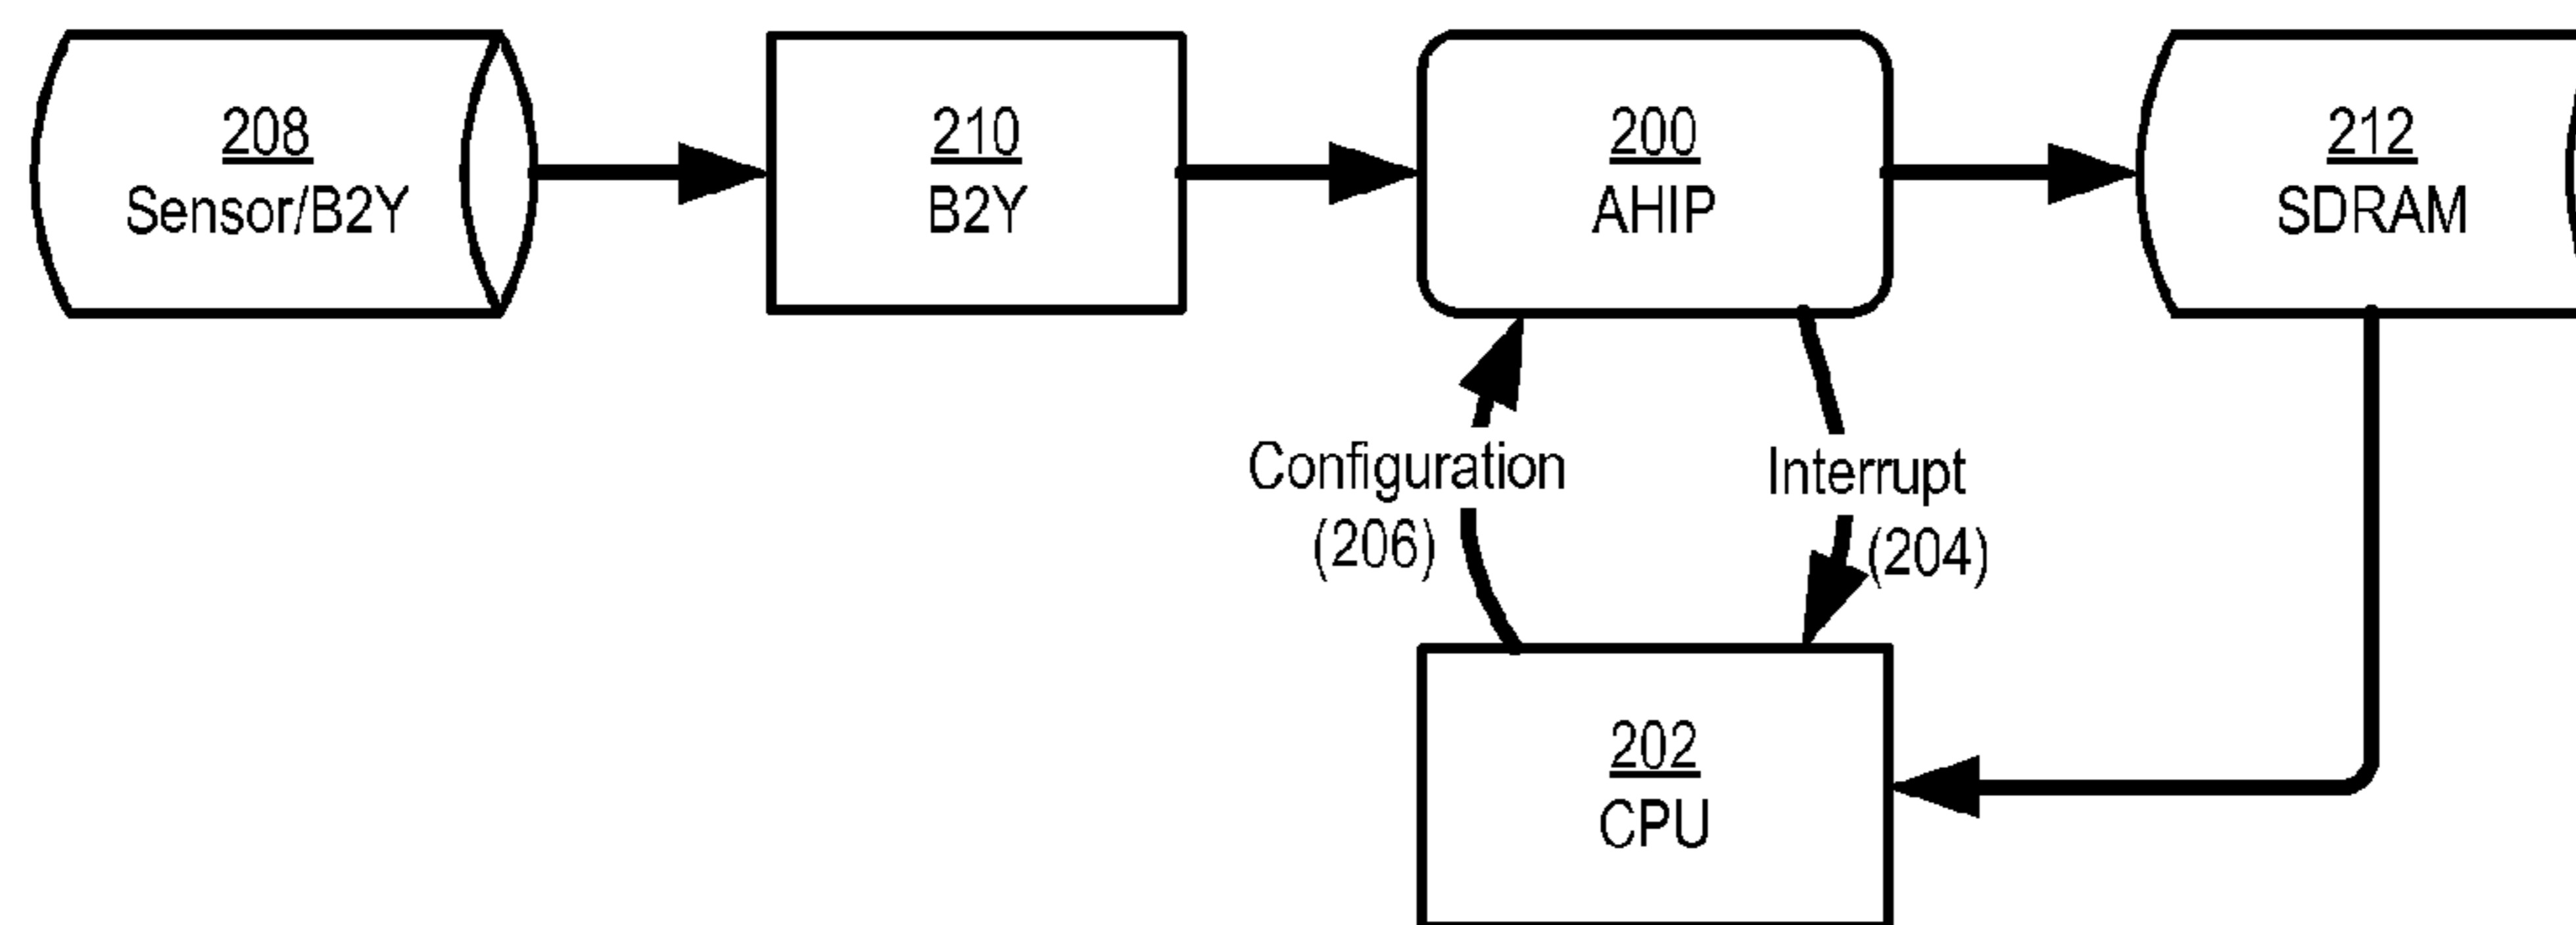 208
Sensor/B2Y
210
B2Y
200
AHIP
212
SDRAM
Configuration
(206)
Interrupt
(204)
202
CPU